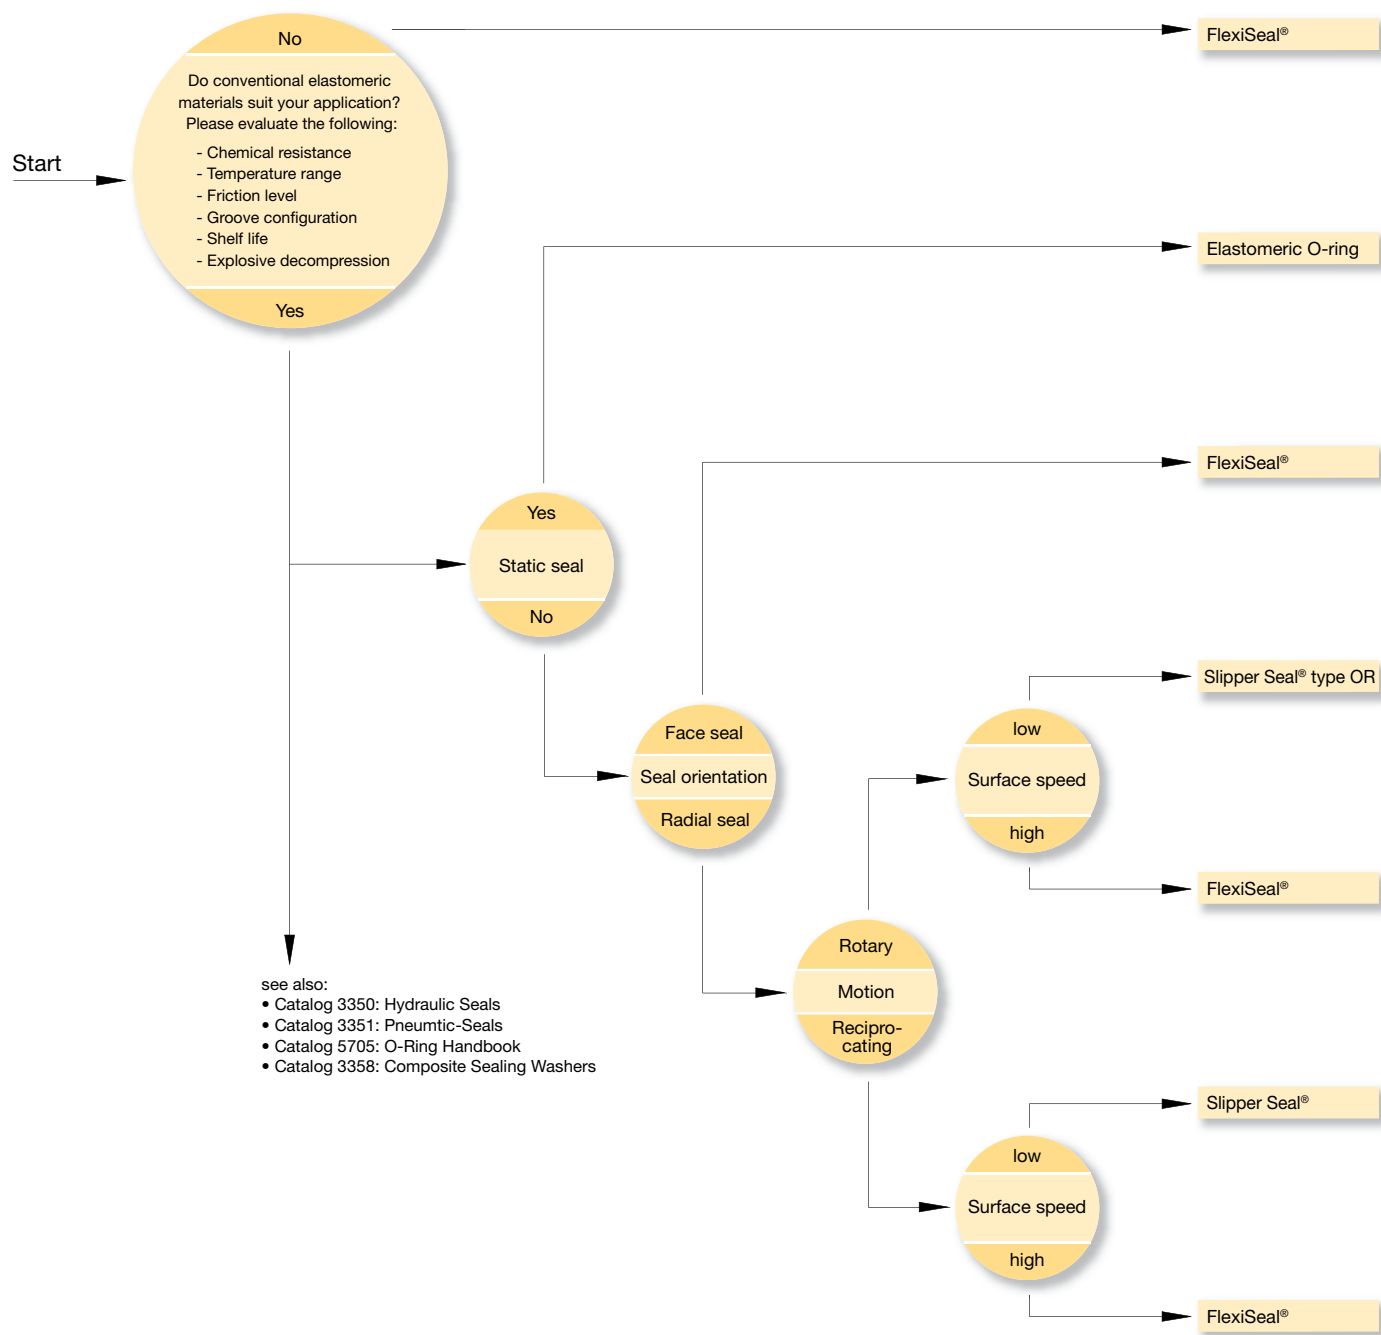 No
FlexiSeal®
Do conventional elastomeric
materials suit your application?
Please evaluate the following:
- Chemical resistance
- Temperature range
- Friction level
- Groove configuration
- Shelf life
- Explosive decompression
Start
Yes
Elastomeric O-ring
FlexiSeal®
Yes
Static seal
No
Slipper Seal® type OR
Face seal
Seal orientation
Radial seal
low
Surface speed
high
FlexiSeal®
Rotary
Motion
Recipro-
cating
see also:
• Catalog 3350: Hydraulic Seals
• Catalog 3351: Pneumtic-Seals
• Catalog 5705: O-Ring Handbook
• Catalog 3358: Composite Sealing Washers
Slipper Seal®
low
Surface speed
high
FlexiSeal®